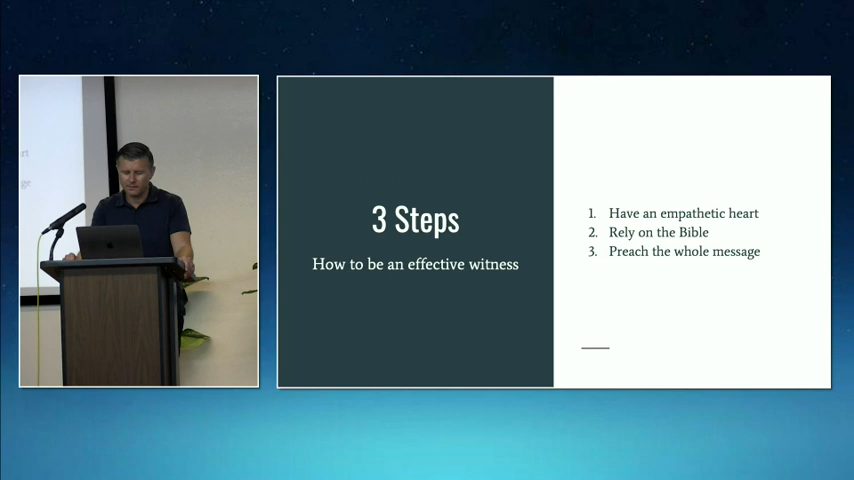 3 Steps
How to be an effective witness
1. Have an empathetic heart
2. Rely on the Bible
3. Preach the whole message